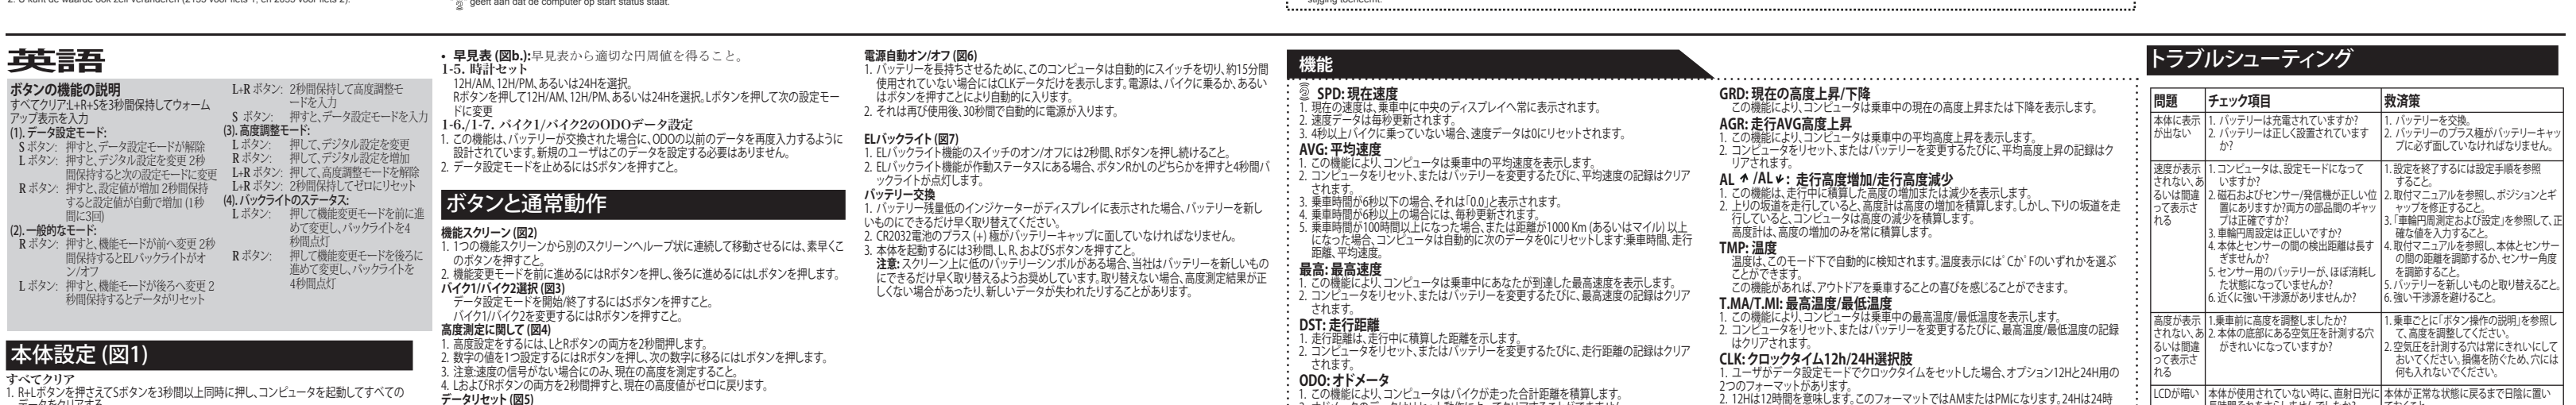 2. U kunt de waarde ook zelf veranderen (2155 voor fiets 1, en 2055 voor fiets 2).
geeft aan dat de computer op start status staat.
stijging toeneemt.
英語
ボタンの機能の説明
すべてクリア:L+R+Sを3秒間保持してウォーム
アップ表示を入力
(1). データ設定モード:
S ボタン: 押すと、データ設定モードが解除
L ボタン: 押すと、デジタル設定を変更 2秒
間保持すると次の設定モードに変更
R ボタン: 押すと、設定値が増加 2秒間保持
すると設定値が自動で増加 (1秒
間に3回)
(2). 一般的なモード:
R ボタン: 押すと、機能モードが前へ変更 2秒
間保持するとELバックライトがオ
ン/オフ
L ボタン: 押すと、機能モードが後ろへ変更 2
秒間保持するとデータがリセット
L+R ボタン: 2秒間保持して高度調整モ
ードを入力
S ボタン: 押すと、データ設定モードを入力
(3). 高度調整モード:
L ボタン: 押して、デジタル設定を変更
R ボタン: 押して、デジタル設定を増加
L+R ボタン: 押して、高度調整モードを解除
L+R ボタン: 2秒間保持してゼロにリセット
(4). バックライトのステータス:
L ボタン: 押して機能変更モードを前に進
めて変更し、バックライトを4
秒間点灯
R ボタン: 押して機能変更モードを後ろに
進めて変更し、バックライトを
4秒間点灯
本体設定 (図1)
すべてクリア
1. R+Lボタンを押さえてSボタンを3秒間以上同時に押し、コンピュータを起動してすべての
データをクリアする。
• 早見表 (図b.):早見表から適切な円周値を得ること。
1-5. 時計セット
12H/AM、12H/PM、あるいは24Hを選択。
Rボタンを押して12H/AM、12H/PM、あるいは24Hを選択。Lボタンを押して次の設定モー
ドに変更
1-6./1-7. バイク1/バイク2のODOデータ設定
1. この機能は、バッテリーが交換された場合に、ODOの以前のデータを再度入力するように
設計されています。新規のユーザはこのデータを設定する必要はありません。
2. データ設定モードを止めるにはSボタンを押すこと。
ボタンと通常動作
機能スクリーン (図2)
1. 1つの機能スクリーンから別のスクリーンへループ状に連続して移動させるには、素早くこ
のボタンを押すこと。
2. 機能変更モードを前に進めるにはRボタンを押し、後ろに進めるにはLボタンを押します。
バイク1/バイク2選択 (図3)
データ設定モードを開始/終了するにはSボタンを押すこと。
バイク1/バイク2を変更するにはRボタンを押すこと。
高度測定に関して (図4)
1. 高度設定をするには、LとRボタンの両方を2秒間押します。
2. 数字の値を1つ設定するにはRボタンを押し、次の数字に移るにはLボタンを押します。
3. 注意:速度の信号がない場合にのみ、現在の高度を測定すること。
4. LおよびRボタンの両方を2秒間押すと、現在の高度値がゼロに戻ります。
データリセット (図5)
電源自動オン/オフ (図6)
1. バッテリーを長持ちさせるために、このコンピュータは自動的にスイッチを切り、約15分間
使用されていない場合にはCLKデータだけを表示します。電源は、バイクに乗るか、あるい
はボタンを押すことにより自動的に入ります。
2. それは再び使用後、30秒間で自動的に電源が入ります。
ELバックライト (図7)
1. ELバックライト機能のスイッチのオン/オフには2秒間、Rボタンを押し続けること。
2. ELバックライト機能が作動ステータスにある場合、ボタンRかLのどちらかを押すと4秒間バ
ックライトが点灯します。
バッテリー交換
1. バッテリー残量低のインジケーターがディスプレイに表示された場合、バッテリーを新し
いものにできるだけ早く取り替えてください。
2. CR2032電池のプラス (+) 極がバッテリーキャップに面していなければなりません。
3. 本体を起動するには3秒間、L、R、およびSボタンを押すこと。
注意: スクリーン上に低のバッテリーシンボルがある場合、当社はバッテリーを新しいもの
にできるだけ早く取り替えるようお奨めしています。取り替えない場合、高度測定結果が正
しくない場合があったり、新しいデータが失われたりすることがあります。
機能
SPD: 現在速度
1. 現在の速度は、乗車中に中央のディスプレイへ常に表示されます。
2. 速度データは毎秒更新されます。
3. 4秒以上バイクに乗っていない場合、速度データは0にリセットされます。
AVG: 平均速度
1. この機能により、コンピュータは乗車中の平均速度を表示します。
2. コンピュータをリセット、またはバッテリーを変更するたびに、平均速度の記録はクリア
されます。
3. 乗車時間が6秒以下の場合、それは「0.0」と表示されます。
4. 乗車時間が6秒以上の場合には、毎秒更新されます。
5. 乗車時間が100時間以上になった場合、または距離が1000 Km (あるいはマイル) 以上
になった場合、コンピュータは自動的に次のデータを0にリセットします:乗車時間、走行
距離、平均速度。
最高: 最高速度
1. この機能により、コンピュータは乗車中にあなたが到達した最高速度を表示します。
2. コンピュータをリセット、またはバッテリーを変更するたびに、最高速度の記録はクリア
されます。
DST: 走行距離
1. 走行距離は、走行中に積算した距離を示します。
2. コンピュータをリセット、またはバッテリーを変更するたびに、走行距離の記録はクリア
されます。
ODO: オドメータ
1. この機能により、コンピュータはバイクが走った合計距離を積算します。
GRD: 現在の高度上昇/下降
この機能により、コンピュータは乗車中の現在の高度上昇または下降を表示します。
AGR: 走行AVG高度上昇
1. この機能により、コンピュータは乗車中の平均高度上昇を表示します。
2. コンピュータをリセット、またはバッテリーを変更するたびに、平均高度上昇の記録はク
リアされます。
AL ↑ /AL ↓ : 走行高度増加/走行高度減少
1. この機能は、走行中に積算した高度の増加または減少を表示します。
2. 上りの坂道を走行していると、高度計は高度の増加を積算します。しかし、下りの坂道を走
行していると、コンピュータは高度の減少を積算します。
高度計は、高度の増加のみを常に積算します。
TMP: 温度
温度は、このモード下で自動的に検知されます。温度表示には°Cか°Fのいずれかを選ぶ
ことができます。
この機能があれば、アウトドアを乗車することの喜びを感じることができます。
T.MA/T.MI: 最高温度/最低温度
1. この機能により、コンピュータは乗車中の最高温度/最低温度を表示します。
2. コンピュータをリセット、またはバッテリーを変更するたびに、最高温度/最低温度の記録
はクリアされます。
CLK: クロックタイム12h/24H選択肢
1. ユーザがデータ設定モードでクロックタイムをセットした場合、オプション12Hと24H用の
2つのフォーマットがあります。
2. 12Hは12時間を意味します。このフォーマットではAMまたはPMになります。24Hは24時
トラブルシューティング
問題 チェック項目 救済策
本体に表示
が出ない
1. バッテリーは充電されていますか?
2. バッテリーは正しく設置されています
か?
1. バッテリーを交換。
2. バッテリーのプラス極がバッテリーキャッ
プに必ず面していなければなりません。
速度が表示
されない、あ
るいは間違
って表示さ
れる
1.コンピュータは、設定モードになって
いますか?
2. 磁石およびセンサー/発信機が正しい位
置にありますか?両方の部品間のギャッ
プは正確ですか?
3. 車輪円周設定は正しいですか?
4. 本体とセンサーの間の検出距離は長す
ぎませんか?
5. センサー用のバッテリーが、ほぼ消耗し
た状態になっていませんか?
6. 近くに強い干渉源がありませんか?
1. 設定を終了するには設定手順を参照
すること。
2. 取付マニュアルを参照し、ポジションとギ
ャップを修正すること。
3.「車輪円周測定および設定」を参照して、正
確な値を入力すること。
4. 取付マニュアルを参照し、本体とセンサー
の間の距離を調節するか、センサー角度
を調節すること。
5. バッテリーを新しいものと取り替えること。
6. 強い干渉源を避けること。
高度が表示
されない、あ
るいは間違
って表示さ
れる
1.乗車前に高度を調整しましたか?
2. 本体の底部にある空気圧を計測する穴
がきれいになっていますか?
1. 乗車ごとに「ボタン操作の説明」を参照し
て、高度を調整してください。
2. 空気圧を計測する穴は常にきれいにして
おいてください。損傷を防ぐため、穴には
何も入れないでください。
LCDが暗い
本体が使用されていない時に、直射日光に
本体が正常な状態に戻るまで日陰に置い